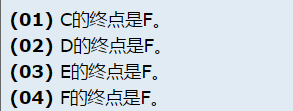 (01) C的终点是F。
(02) D的终点是F。
(03) E的终点是F。
(04) F的终点是F。